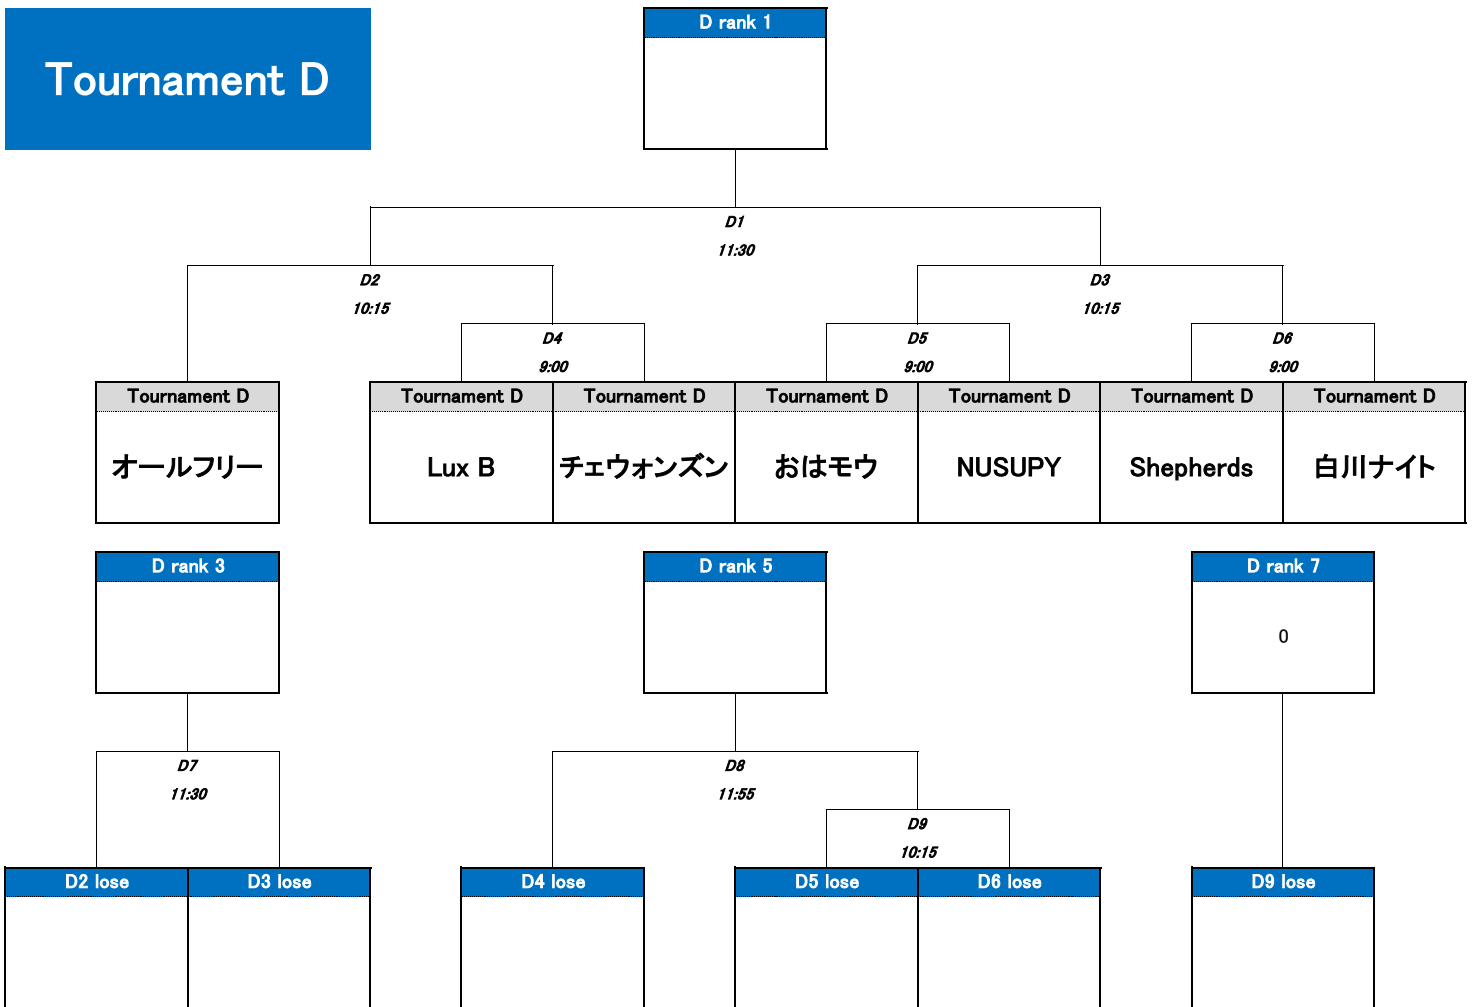 D rank 1
Tournament D
D1
11:30
D2
D3
10:15
10:15
D4
D5
D6
9:00
9:00
9:00
Tournament D
Tournament D
Tournament D
Tournament D
Tournament D
Tournament D
Tournament D
オールフリー
Lux B
チェウォンズン
おはモウ
NUSUPY
Shepherds
白川ナイト
D rank 3
D rank 5
D rank 7
0
D7
D8
11:30
11:55
D9
10:15
D2 lose
D3 lose
D4 lose
D5 lose
D6 lose
D9 lose